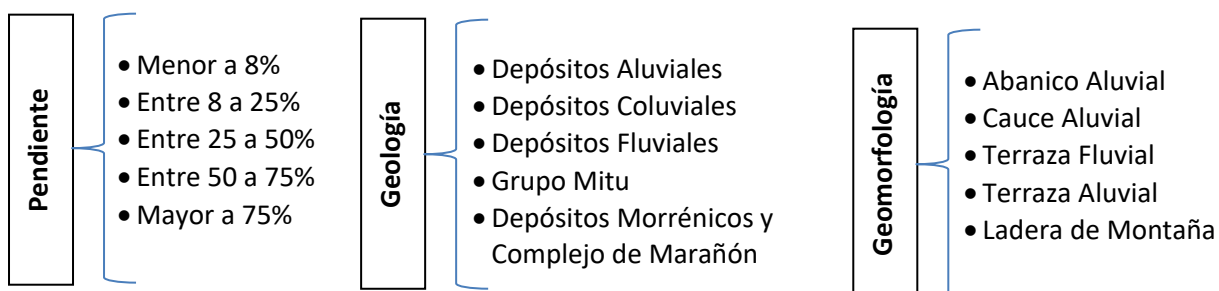 Pendiente
• Menor a 8%
• Entre 8 a 25%
• Entre 25 a 50%
• Entre 50 a 75%
• Mayor a 75%
Geología
• Depósitos Aluviales
• Depósitos Coluviales
• Depósitos Fluviales
• Grupo Mitu
• Depósitos Morrénicos y
Complejo de Marañón
Geomorfología
• Abanico Aluvial
• Cauce Aluvial
• Terraza Fluvial
• Terraza Aluvial
• Ladera de Montaña